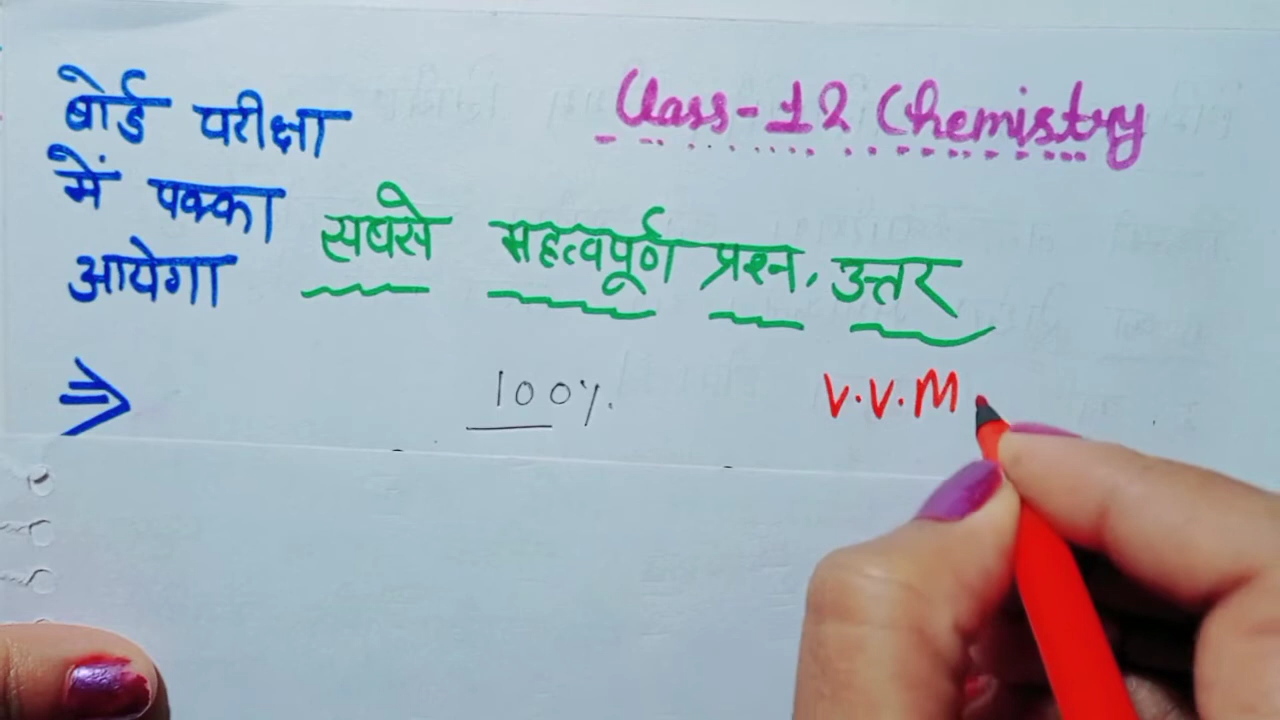 Class-12 Chemistry
बोर्ड परीक्षा
में पक्का
आयेगा
सबसे महत्वपूर्ण प्रश्न, उत्तर
⇒
100%.
V.V.M